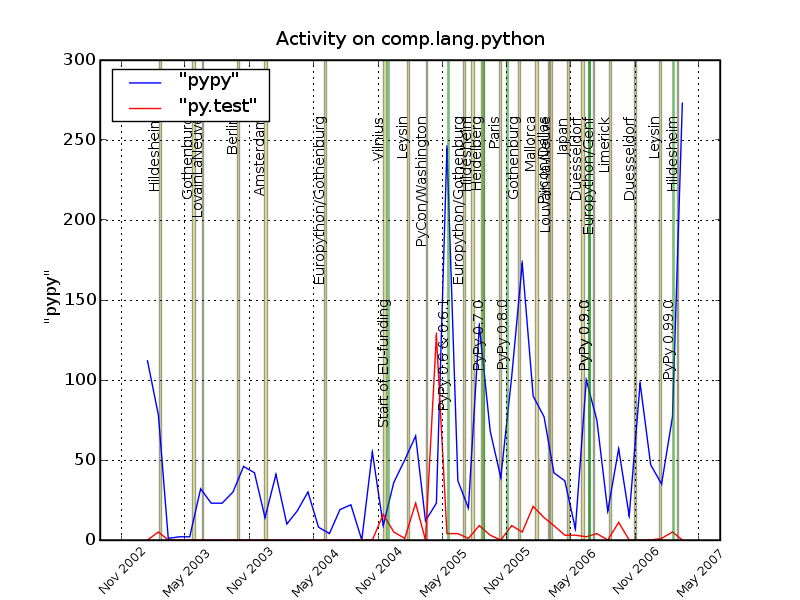 Activity on comp.lang.python
"pypy"
"py.test"
"pypy"
300
250
200
150
100
50
0
Hildesheim
Gothenburg
LovainLaNeuve
Berlin
Amsterdam
Europython/Gothenburg
Vilnius
Start of EU-funding
Leysin
PyCon/Washington
PyPy 0.6 & 0.6.1
Europython/Gothenburg
Hildesheim
Heidelberg
PyPy 0.7.0
Paris
PyPy 0.8.0
Gothenburg
Mallorca
Japan
Duesseldorf
Europython/Genf
PyPy 0.9.0
Limerick
Duesseldorf
Leysin
Hildesheim
PyPy 0.99.0
Nov 2002
May 2003
Nov 2003
May 2004
Nov 2004
May 2005
Nov 2005
May 2006
Nov 2006
May 2007